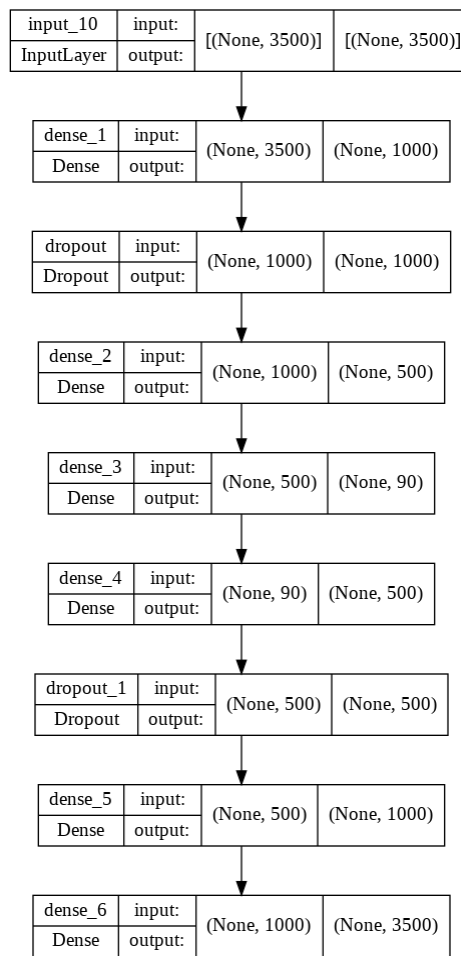 input_10 input: [(None, 3500)] [(None, 3500)]
InputLayer output:
dense_1 input: (None, 3500) (None, 1000)
Dense output:
dropout input: (None, 1000) (None, 1000)
Dropout output:
dense_2 input: (None, 1000) (None, 500)
Dense output:
dense_3 input: (None, 500) (None, 90)
Dense output:
dense_4 input: (None, 90) (None, 500)
Dense output:
dropout_1 input: (None, 500) (None, 500)
Dropout output:
dense_5 input: (None, 500) (None, 1000)
Dense output:
dense_6 input: (None, 1000) (None, 3500)
Dense output: